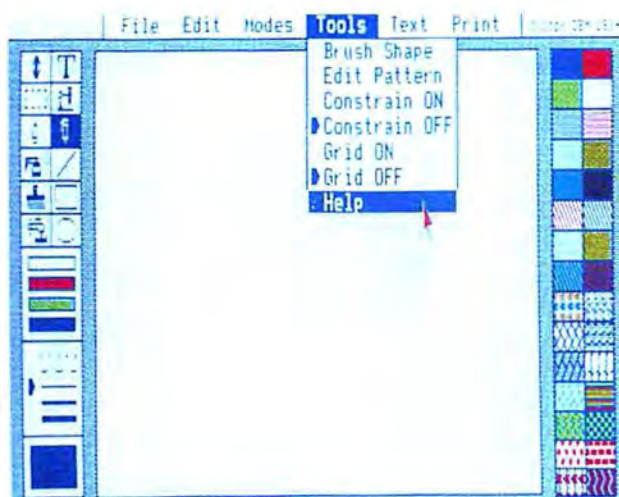 File Edit Modes Tools Text Print
T
Brush Shape
Edit Pattern
Constrain ON
Constrain OFF
Grid ON
Grid OFF
Help